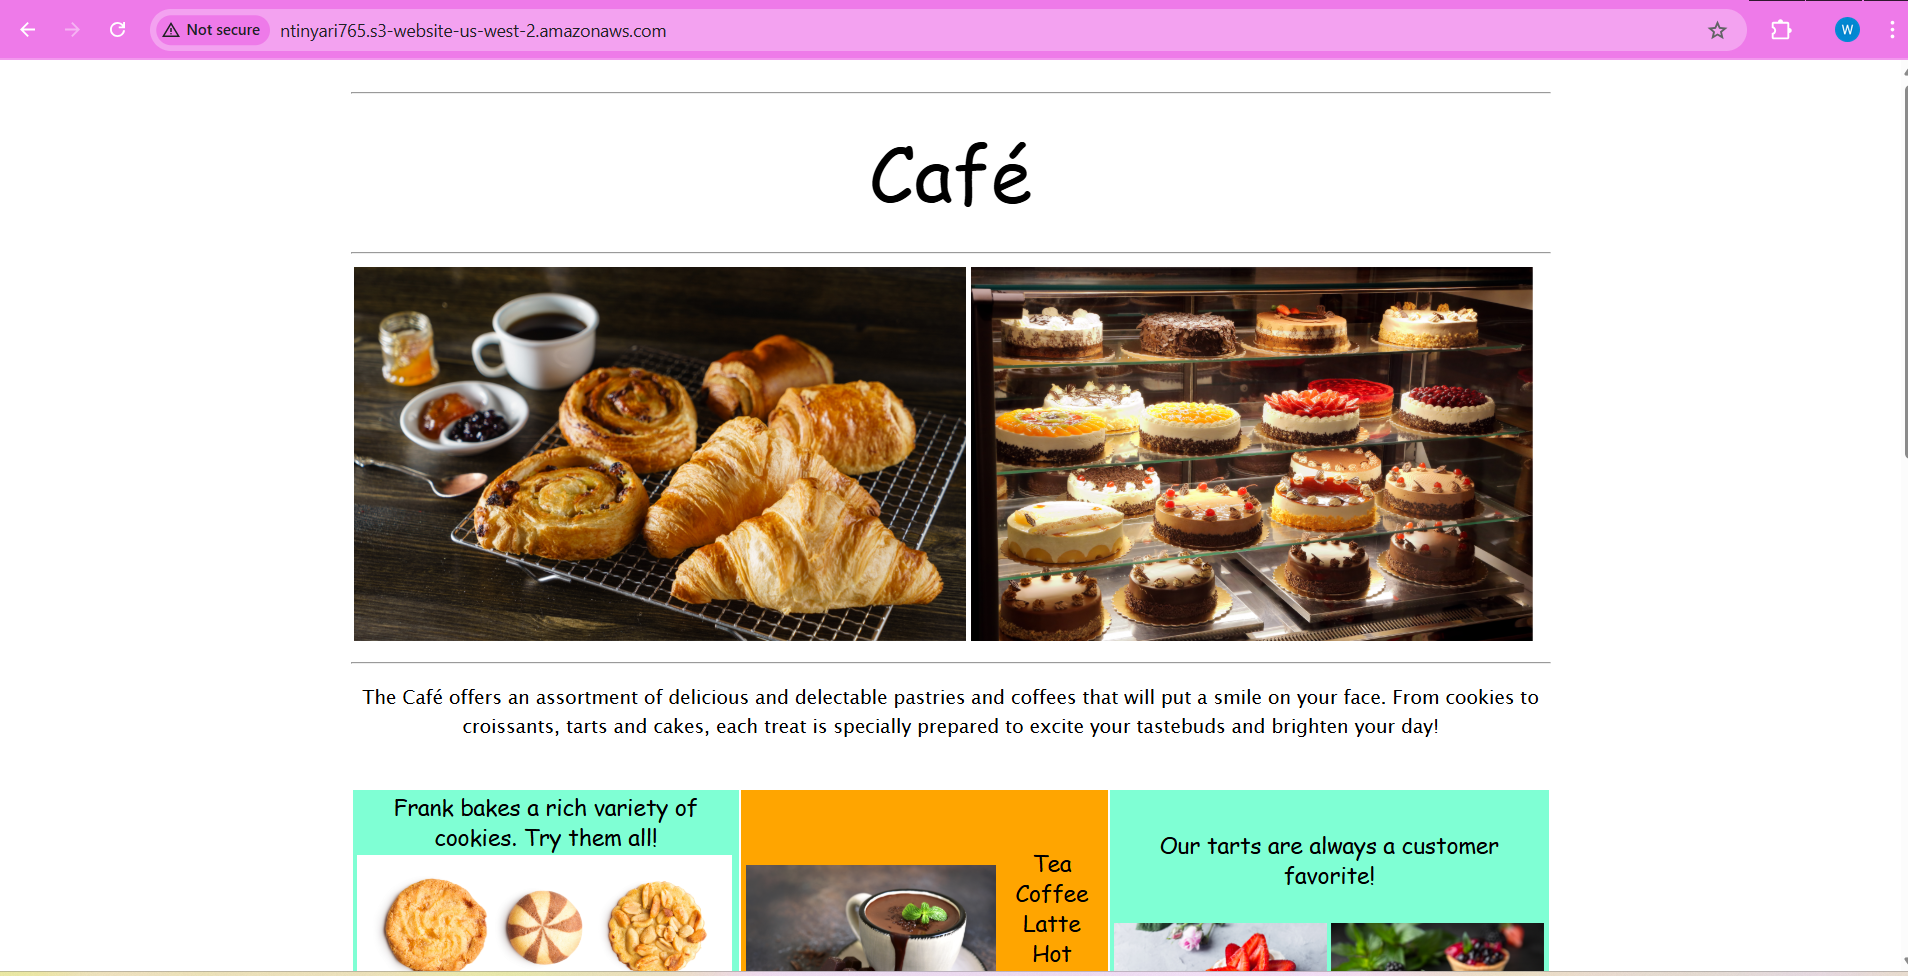 Not secure
ntinyari765.s3-website-us-west-2.amazonaws.com
W
Café
The Café offers an assortment of delicious and delectable pastries and coffees that will put a smile on your face. From cookies to
croissants, tarts and cakes, each treat is specially prepared to excite your tastebuds and brighten your day!
Frank bakes a rich variety of
cookies. Try them all!
Tea
Coffee
Latte
Hot
Our tarts are always a customer
favorite!